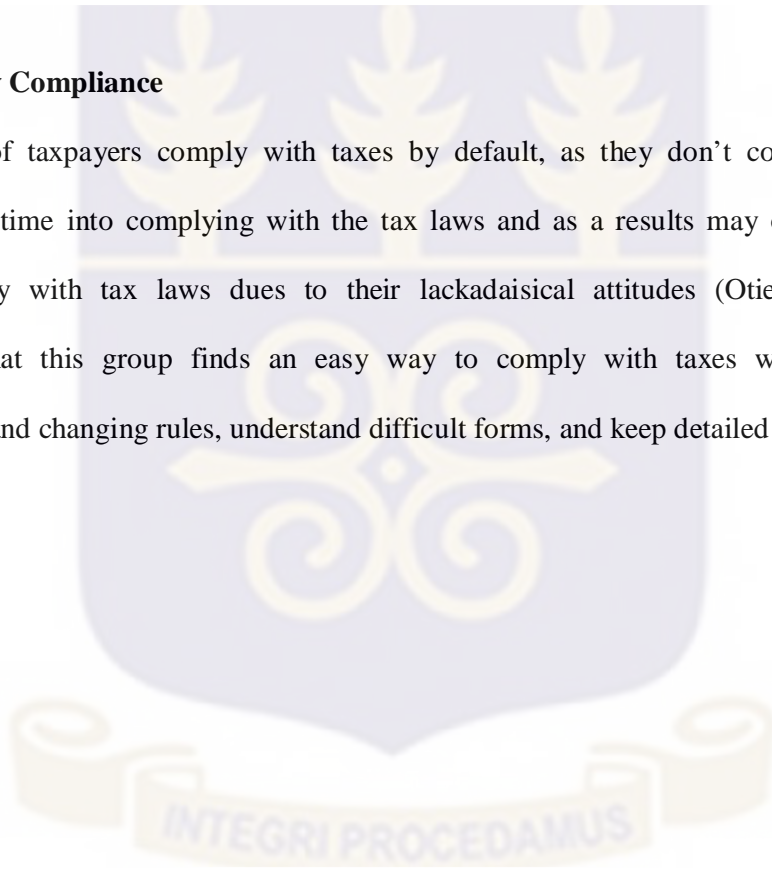 Compliance
of taxpayers comply with taxes by default, as they don’t co
time into complying with the tax laws and as a results may
with tax laws dues to their lackadaisical attitudes (Otie
at this group finds an easy way to comply with taxes w
and changing rules, understand difficult forms, and keep detailed
INTEGRI PROCEDAMUS